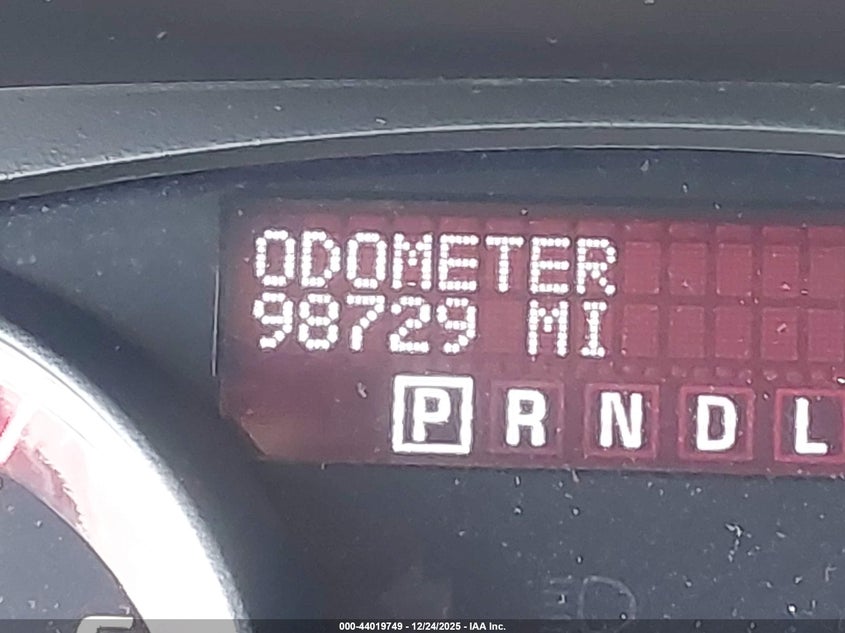 ODOMETER
98729 MI
P R N D L
000-44019749 - 12/24/2025 - IAA Inc.